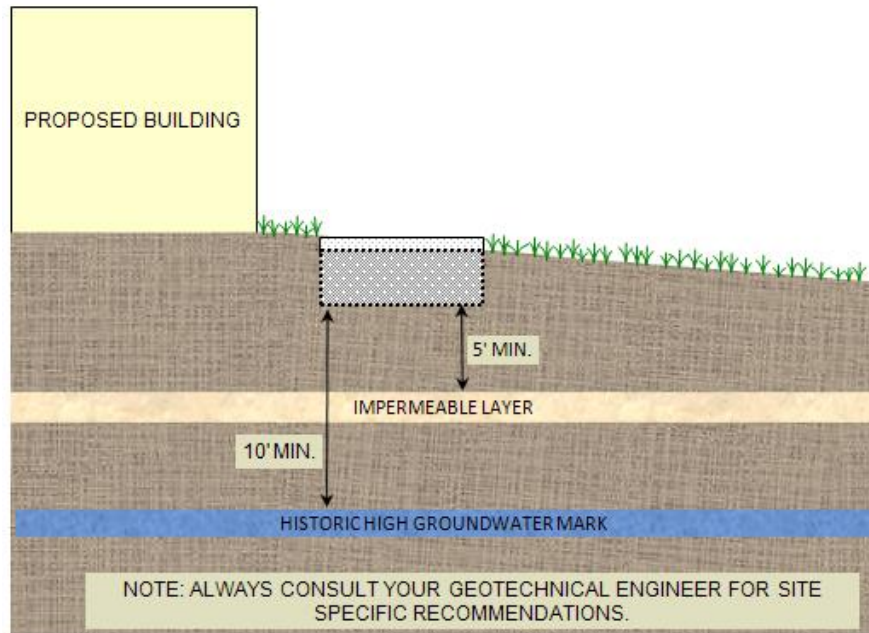 PROPOSED BUILDING
5' MIN.
IMPERMEABLE LAYER
10' MIN.
HISTORIC HIGH GROUNDWATER MARK
NOTE: ALWAYS CONSULT YOUR GEOTECHNICAL ENGINEER FOR SITE
SPECIFIC RECOMMENDATIONS.